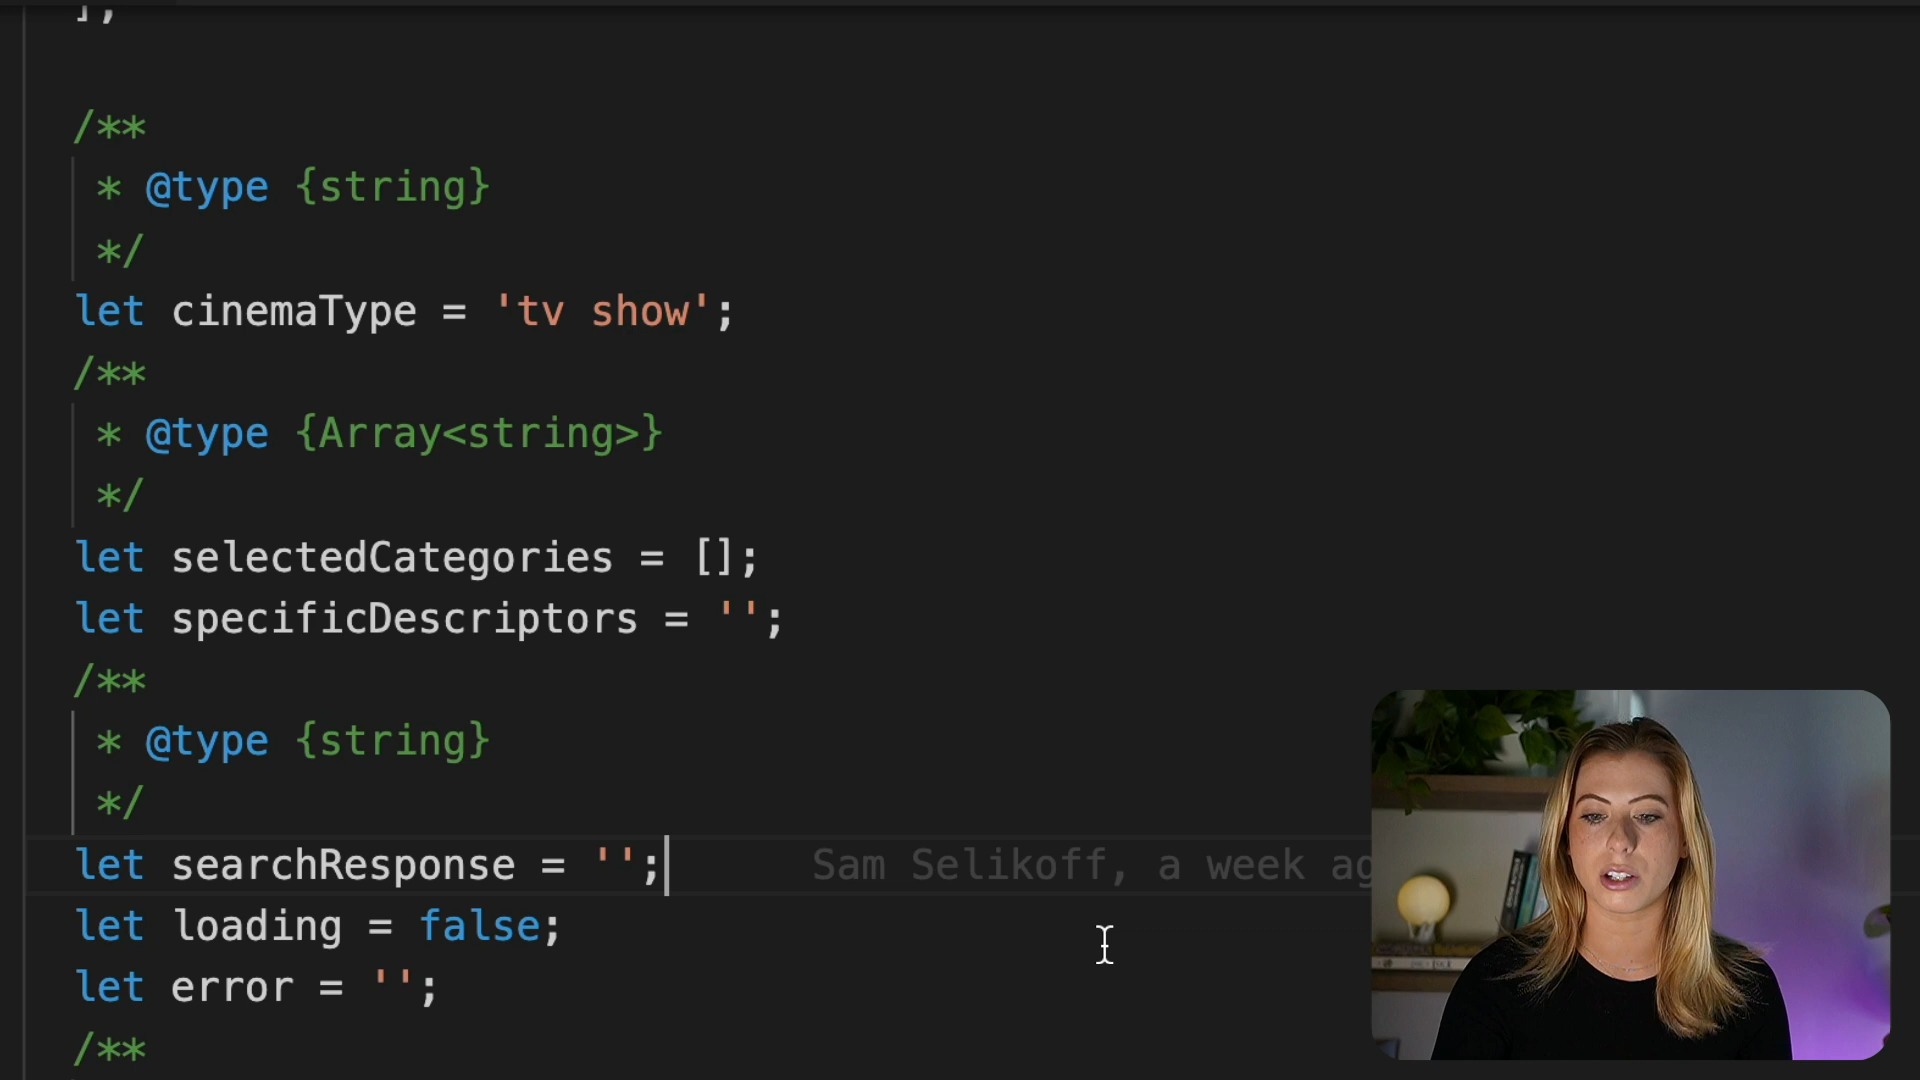 ];
/**
* @type {string}
*/
let cinemaType = 'tv show';
/**
* @type {Array<string>}
*/
let selectedCategories = [];
let specificDescriptors = '';
/**
* @type {string}
*/
let searchResponse = ''; Sam Selikoff, a week
let loading = false;
let error = '';
/**